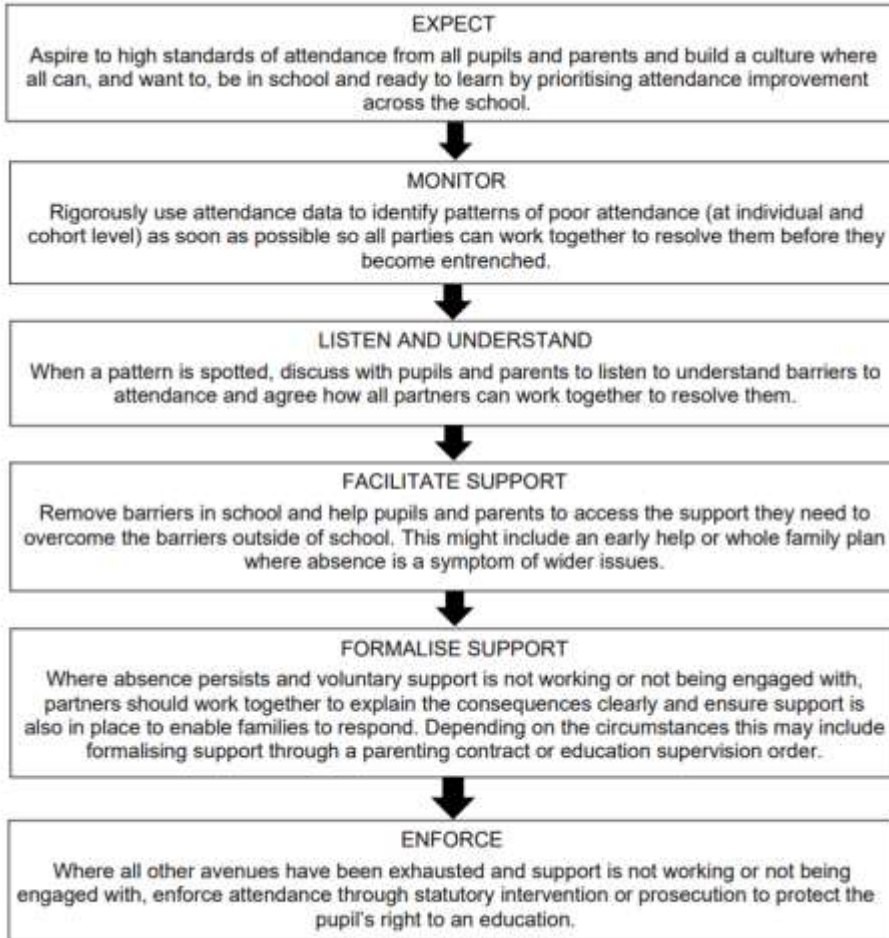 EXPECT
Aspire to high standards of attendance from all pupils and parents and build a culture where
all can, and want to, be in school and ready to learn by prioritising attendance improvement
across the school.
MONITOR
Rigorously use attendance data to identify patterns of poor attendance (at individual and
cohort level) as soon as possible so all parties can work together to resolve them before they
become entrenched.
LISTEN AND UNDERSTAND
When a pattern is spotted, discuss with pupils and parents to listen to understand barriers to
attendance and agree how all partners can work together to resolve them.
FACILITATE SUPPORT
Remove barriers in school and help pupils and parents to access the support they need to
overcome the barriers outside of school. This might include an early help or whole family plan
where absence is a symptom of wider issues.
FORMALISE SUPPORT
Where absence persists and voluntary support is not working or not being engaged with,
partners should work together to explain the consequences clearly and ensure support is
also in place to enable families to respond. Depending on the circumstances this may include
formalising support through a parenting contract or education supervision order.
ENFORCE
Where all other avenues have been exhausted and support is not working or not being
engaged with, enforce attendance through statutory intervention or prosecution to protect the
pupil's right to an education.